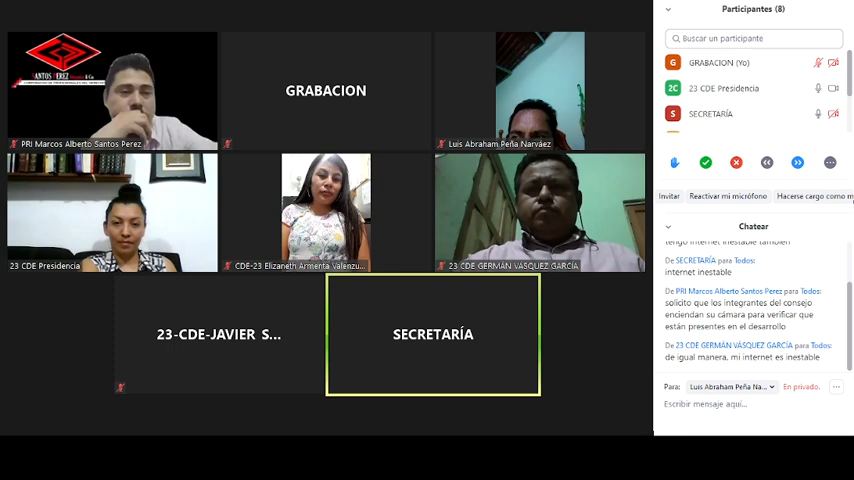 SANTOS PEREZ
PRI Marcos Alberto Santos Perez
GRABACION
Luis Abraham Peña Narváez
23 CDE Presidencia
CDE-23 Elizaneth Armenta Valenzu...
23 CDE GERMÁN VÁSQUEZ GARCÍA
23-CDE-JAVIER S...
SECRETARÍA
Participantes (8)
Buscar un participante
G GRABACION (Yo)
2C 23 CDE Presidencia
S SECRETARÍA
Invitar Reactivar mi micrófono Hacerse cargo como m
Chatear
tengo internet inestable también
De SECRETARÍA para Todos:
internet inestable
De PRI Marcos Alberto Santos Perez para Todos:
solicito que los integrantes del consejo
enciendan su cámara para verificar que
están presentes en el desarrollo
De 23 CDE GERMÁN VÁSQUEZ GARCÍA para Todos:
de igual manera, mi internet es inestable
Para: Luis Abraham Peña Na... En privado.
Escribir mensaje aquí...